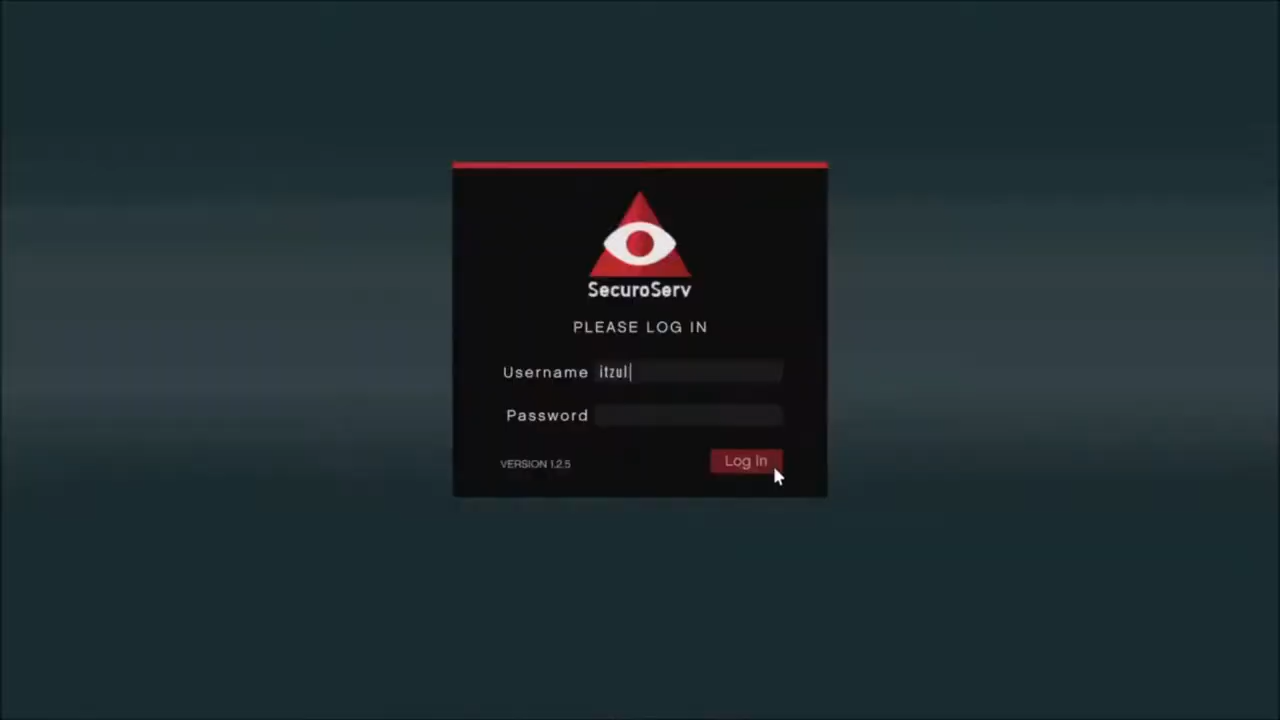 SecuroServ
PLEASE LOG IN
Username itzul
Password
VERSION 1.2.5 Log In